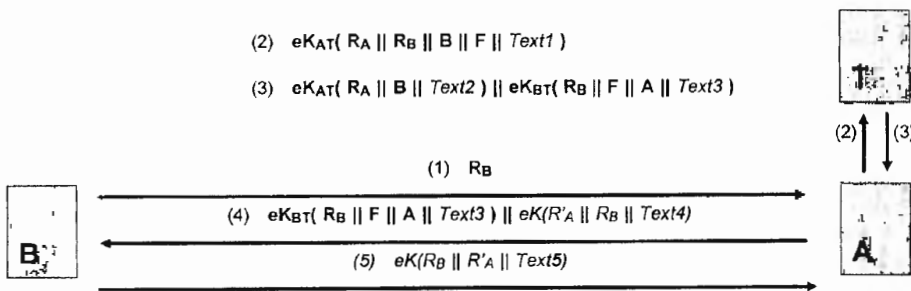 (2) eKAT( RA || RB || B || F || Text1 )
(3) eKAT( RA || B || Text2 ) || eKBT( RB || F || A || Text3 )
T
(2) (3)
(1) RB
(4) eKBT( RB || F || A || Text3 ) || eK(R'A || RB || Text4)
B
A
(5) eK(RB || R'A || Text5)